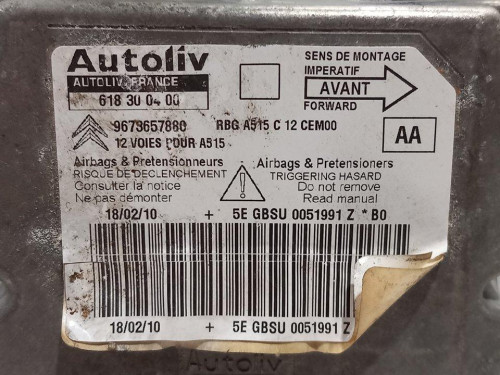 Autoliv
AUTOLIV FRANCE
618 30 04 00
SENS DE MONTAGE
IMPERATIF
AVANT
FORWARD
9673657880
RBG A515 C 12 CEM00
12 VOIES POUR A515
AA
Airbags & Pretensionneurs
RISQUE DE DECLENCHEMENT
Consulter la notice
Ne pas démonter
Airbags & Pretensioners
TRIGGERING HASARD
Do not remove
Read manual
18/02/10 + 5E GBSU 0051991 Z * B0
18/02/10 + 5E GBSU 0051991 Z
Autoliv